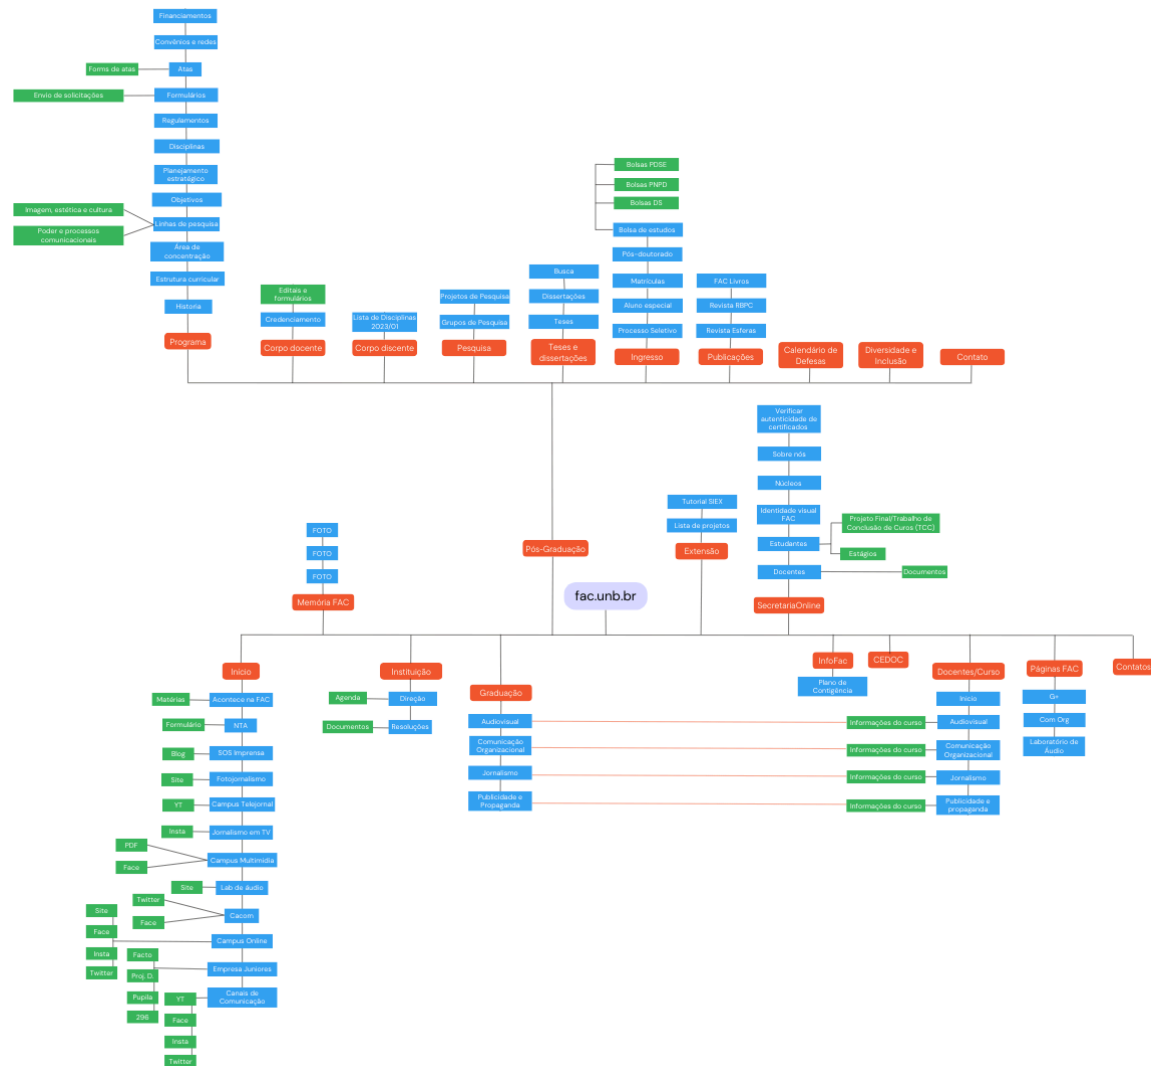 Financiamentos
Convênios e redes
Forma de atas
Atas
Envio de solicitações
Formulários
Regulamentos
Disciplinas
Planejamento
estratégico
Objetivos
Imagem, estética e cultura
Poder e processos
comunicacionais
Linhas de pesquisa
Área de
concentração
Estrutura curricular
Historia
Programa
Editais e
formulários
Credenciamento
Corpo docente
Lista de Disciplinas
2023/01
Corpo discente
Projetos de Pesquisa
Grupos de Pesquisa
Pesquisa
Busca
Dissertações
Teses
Teses e
dissertações
Bolsas PDSE
Bolsas PNPD
Bolsas DS
Bolsa de estudos
Pós-doutorado
Matrículas
Aluno especial
Processo Seletivo
Ingresso
FAC Livros
Revista RBPC
Revista Esferas
Publicações
Calendário de
Defesas
Diversidade e
Inclusão
Contato
Pós-Graduação
fac.unb.br
FOTO
FOTO
FOTO
Memória FAC
Tutorial SIEX
Lista de projetos
Extensão
Verificar
autenticidade de
certificados
Sobre nós
Núcleos
Identidade visual
FAC
Estudantes
Projeto Final/Trabalho de
Conclusão de Curos (TCC)
Estágios
Docentes
Documentos
SecretariaOnline
Início
Matérias
Acontece na FAC
Formulário
NTA
Blog
SOS Imprensa
Site
Fotojornalismo
YT
Campus Telejornal
Insta
Jornalismo em TV
PDF
Face
Campus Multimídia
Site
Lab de áudio
Twitter
Face
Cacom
Site
Face
Insta
Twitter
Campus Online
Facto
Proj. D.
Pupila
296
Empresa Juniores
YT
Face
Insta
Twitter
Canais de
Comunicação
Instituição
Agenda
Direção
Documentos
Resoluções
Graduação
Audiovisual
Comunicação
Organizacional
Jornalismo
Publicidade e
Propaganda
InfoFac
Plano de
Contigência
CEDOC
Docentes/Curso
Início
Informações do curso
Audiovisual
Informações do curso
Comunicação
Organizacional
Informações do curso
Jornalismo
Informações do curso
Publicidade e
propaganda
Páginas FAC
G+
Com Org
Laboratório de
Áudio
Contatos